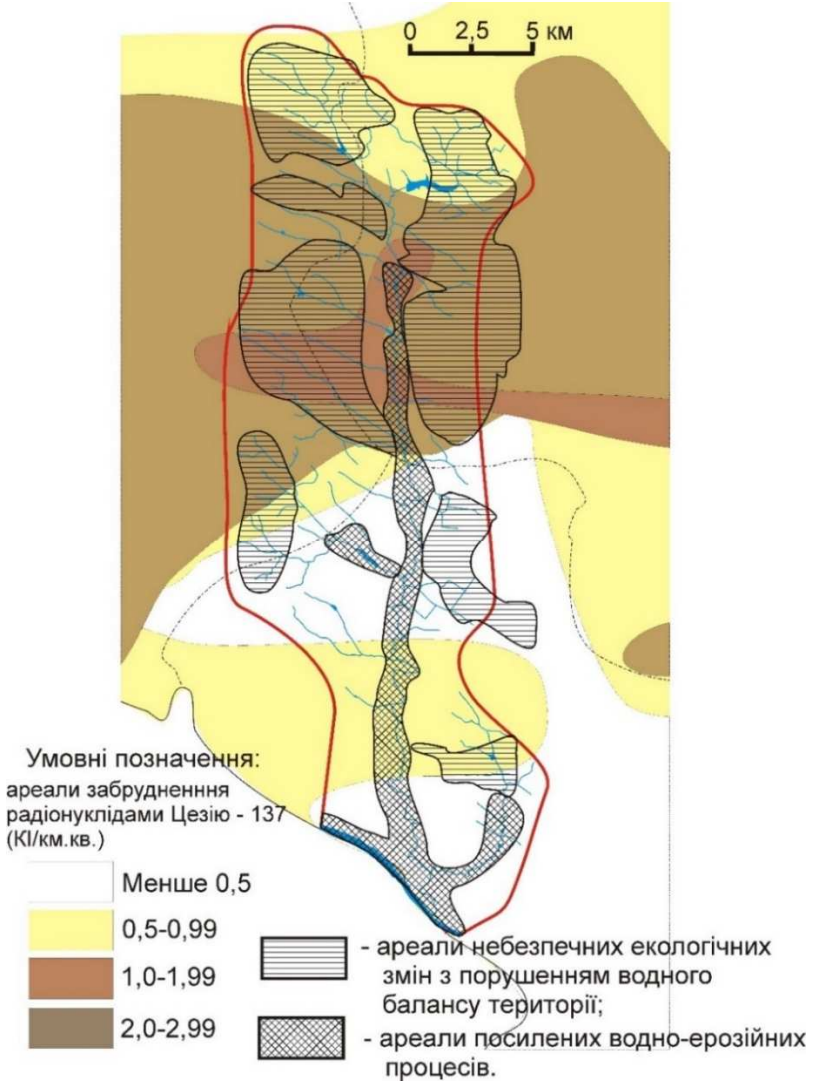 0 2,5 5 км
Умовні позначення:
ареали забрудненння
радіонуклідами Цезію - 137
(КІ/км.кв.)
Менше 0,5
0,5-0,99
1,0-1,99
2,0-2,99
- ареали небезпечних екологічних
змін з порушенням водного
балансу території;
- ареали посилених водно-ерозійних
процесів.